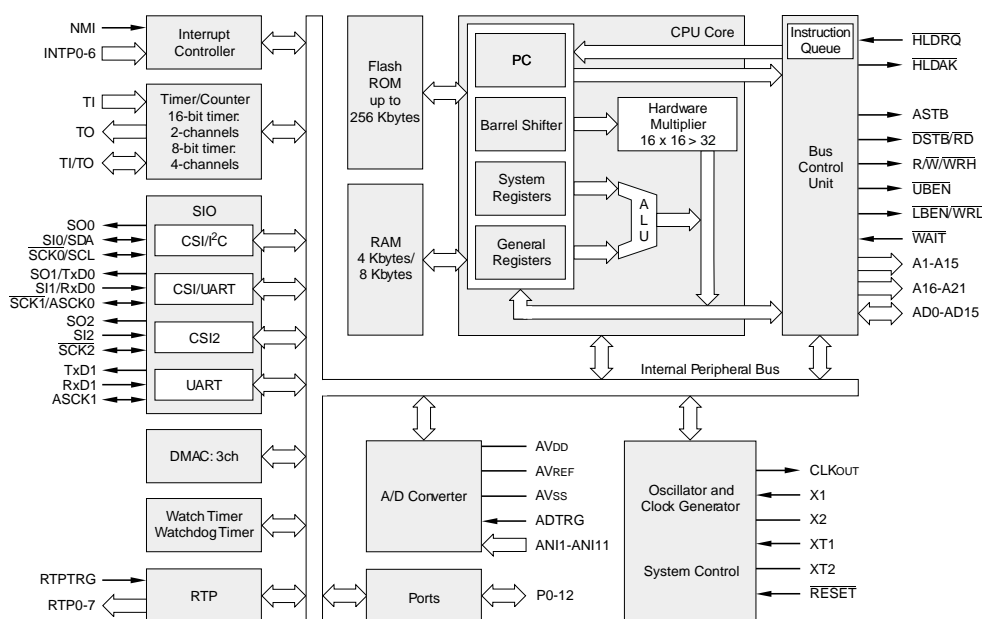 NMI
INTP0-6
Interrupt
Controller
TI
TO
TI/TO
Timer/Counter
16-bit timer:
2-channels
8-bit timer:
4-channels
SIO
SO0
SI0/SDA
SCK0/SCL
CSI/I²C
SO1/TxD0
SI1/RxD0
SCK1/ASCK0
CSI/UART
SO2
SI2
SCK2
CSI2
TxD1
RxD1
ASCK1
UART
DMAC: 3ch
Watch Timer
Watchdog Timer
RTPTRG
RTP0-7
RTP
Flash
ROM
up to
256 Kbytes
RAM
4 Kbytes/
8 Kbytes
CPU Core
PC
Barrel Shifter
System
Registers
General
Registers
Hardware
Multiplier
16 x 16 > 32
ALU
Instruction
Queue
Bus
Control
Unit
HLDRQ
HLDAK
ASTB
DSTB/RD
R/W/WRH
UBEN
LBEN/WRL
WAIT
A1-A15
A16-A21
AD0-AD15
Internal Peripheral Bus
A/D Converter
AVDD
AVREF
AVSS
ADTRG
ANI1-ANI11
Ports
P0-12
Oscillator and
Clock Generator
System Control
CLKOUT
X1
X2
XT1
XT2
RESET